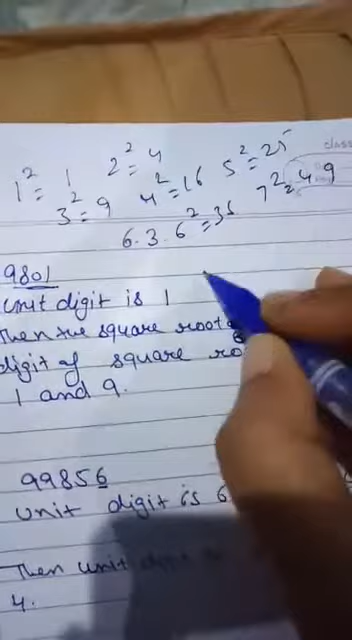 1² = 1 2² = 4 5² = 25
3² = 9 4² = 16 7² = 49
6.3. 6² = 36
9801
unit digit is 1
Then the square root
digit of square
1 and 9.
99856
unit digit is 6
Then unit
4.